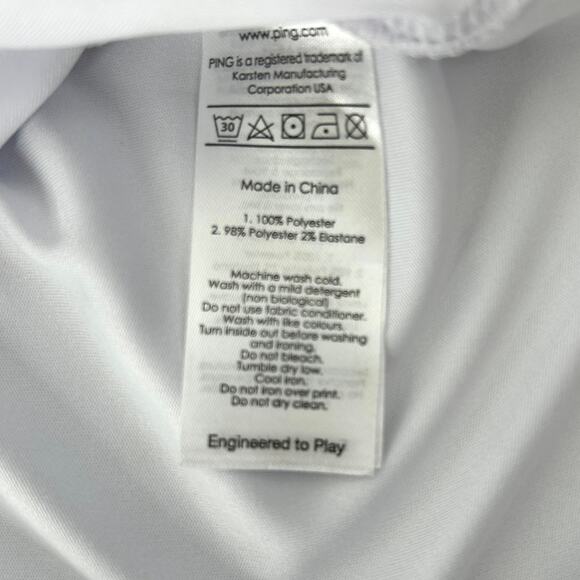 www.ping.com
PING is a registered trademark of
Karsten Manufacturing
Corporation USA
30
Made in China
1. 100% Polyester
2. 98% Polyester 2% Elastane
Machine wash cold.
Wash with a mild detergent
(non biological)
Do not use fabric conditioner.
Wash with like colours.
Turn inside out before washing
and ironing.
Do not bleach.
Tumble dry low.
Cool iron.
Do not iron over print.
Do not dry clean.
Engineered to Play